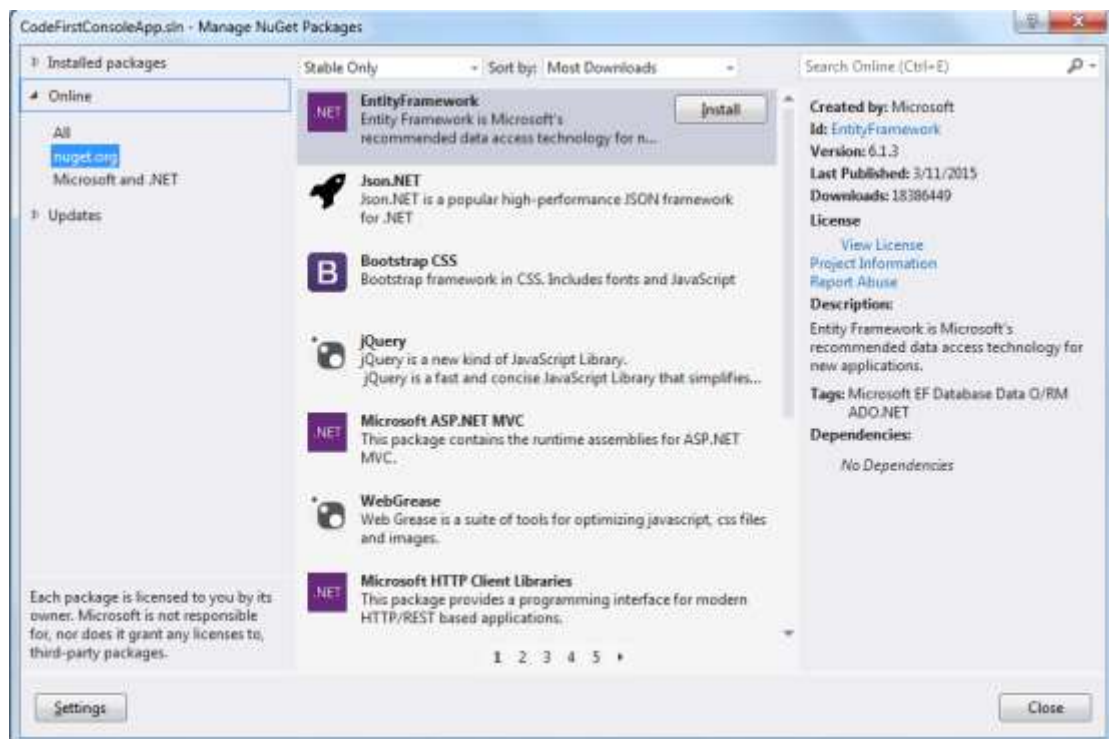 CodeFirstConsoleApp.sln - Manage NuGet Packages
Installed packages
Online
All
nuget.org
Microsoft and .NET
Updates
Each package is licensed to you by its
owner. Microsoft is not responsible
for, nor does it grant any licenses to,
third-party packages.
Settings
Stable Only
Sort by: Most Downloads
.NET
EntityFramework
Entity Framework is Microsoft's
recommended data access technology for n...
Install
Json.NET
Json.NET is a popular high-performance JSON framework
for .NET
B
Bootstrap CSS
Bootstrap framework in CSS. Includes fonts and JavaScript
jQuery
jQuery is a new kind of JavaScript Library.
jQuery is a fast and concise JavaScript Library that simplifies...
.NET
Microsoft ASP.NET MVC
This package contains the runtime assemblies for ASP.NET
MVC.
WebGrease
Web Grease is a suite of tools for optimizing javascript, css files
and images.
.NET
Microsoft HTTP Client Libraries
This package provides a programming interface for modern
HTTP/REST based applications.
1 2 3 4 5
Search Online (Ctrl+E)
Created by: Microsoft
Id: EntityFramework
Version: 6.1.3
Last Published: 3/11/2015
Downloads: 18386449
License
View License
Project Information
Report Abuse
Description:
Entity Framework is Microsoft's
recommended data access technology for
new applications.
Tags: Microsoft EF Database Data O/RM
ADO.NET
Dependencies:
No Dependencies
Close